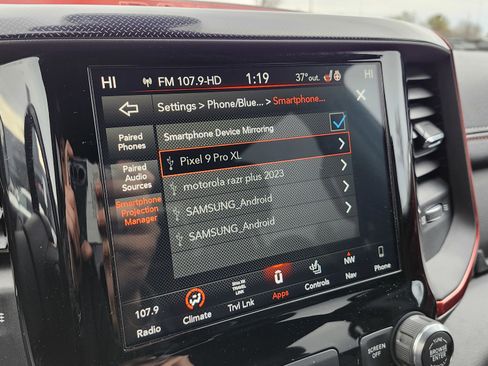 HI FM 107.9-HD 1:19 37°out. HI
Settings > Phone/Blue... > Smartphone...
Smartphone Device Mirroring
Paired
Phones
Pixel 9 Pro XL
Paired
Audio
Sources
motorola razr plus 2023
Smartphone
Projection
Manager
SAMSUNG_Android
SAMSUNG_Android
107.9
Radio
Climate
Trvl Lnk
Apps
Controls
NW
Nav
Phone
SCREEN
OFF
BROWSE
ENTER